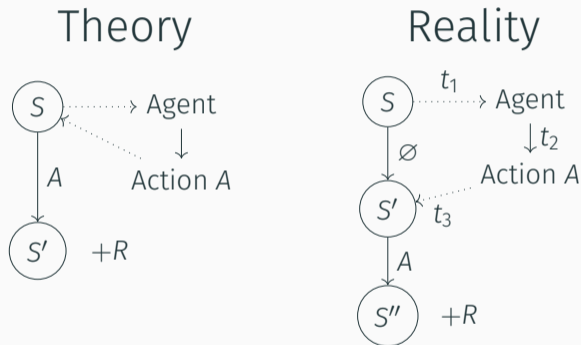 Theory
S
Agent
A
Action A
S′
+R
Reality
S
t₁
Agent
t₂
∅
Action A
S′
t₃
A
S″
+R